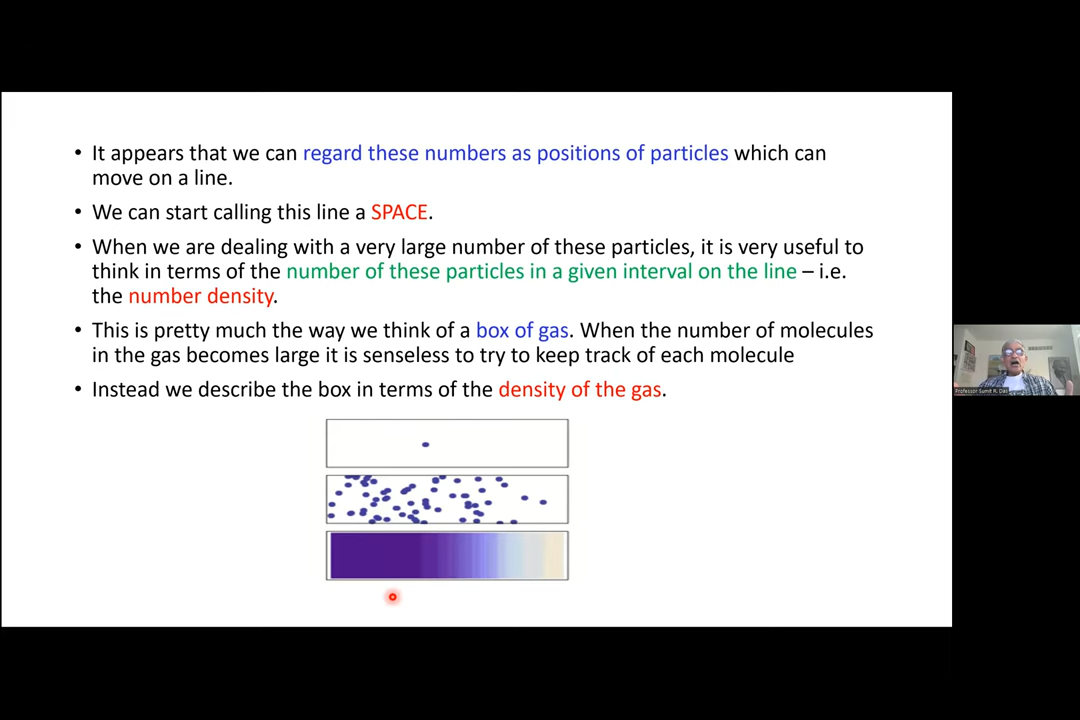 • It appears that we can regard these numbers as positions of particles which can
move on a line.
• We can start calling this line a SPACE.
• When we are dealing with a very large number of these particles, it is very useful to
think in terms of the number of these particles in a given interval on the line – i.e.
the number density.
• This is pretty much the way we think of a box of gas. When the number of molecules
in the gas becomes large it is senseless to try to keep track of each molecule
• Instead we describe the box in terms of the density of the gas.
Professor Sumit R. Das